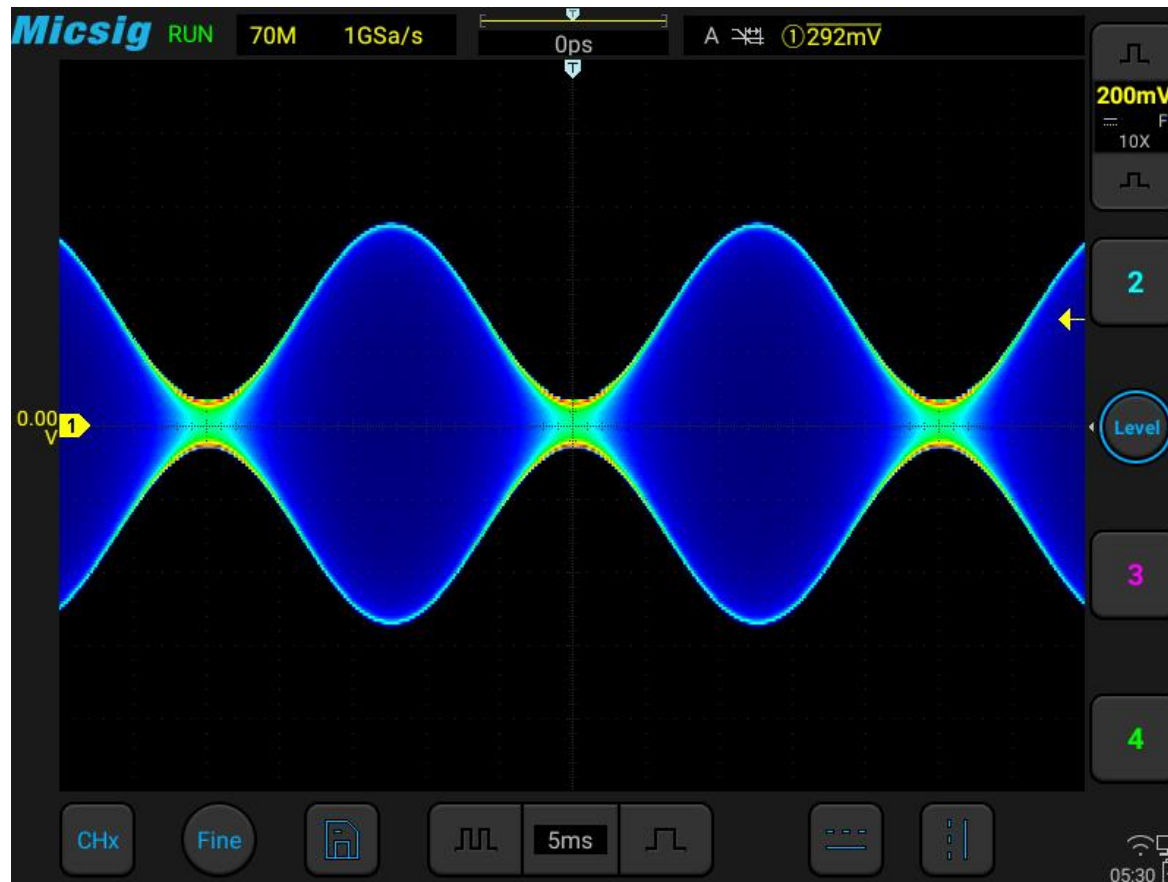 Micsig RUN 70M 1GSa/s 0ps A ①292mV
T
T
200mV
F
10X
2
0.00
V 1
Level
3
4
CHx Fine 5ms
05:30